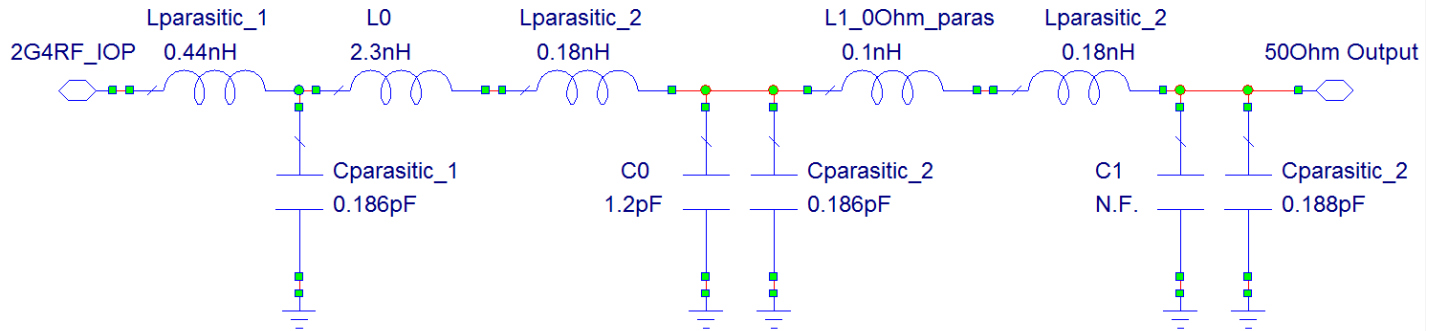 Lparasitic_1
L0
Lparasitic_2
L1_0Ohm_paras
Lparasitic_2
2G4RF_IOP
0.44nH
2.3nH
0.18nH
0.1nH
0.18nH
50Ohm Output
Cparasitic_1
0.186pF
C0
1.2pF
Cparasitic_2
0.186pF
C1
N.F.
Cparasitic_2
0.188pF